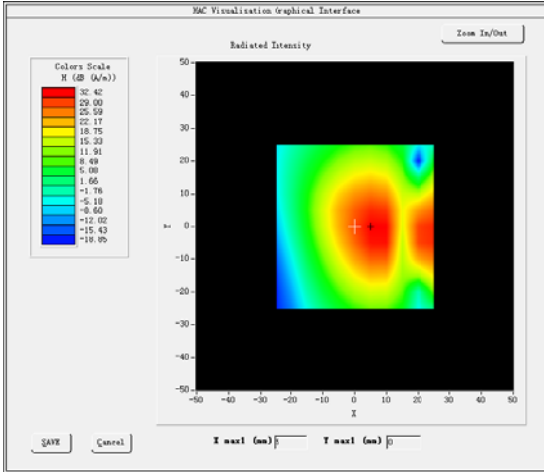 HAC Visualisation Graphical Interface
Zoom In/Out
Radiated Intensity
Colors Scale
H (dB (A/m))
32.42
29.00
25.59
22.17
18.75
15.33
11.91
8.49
5.08
1.66
-1.76
-5.18
-8.60
-12.02
-15.43
-18.85
50
40
30
20
10
0
-10
-20
-30
-40
-50
Y
-50 -40 -30 -20 -10 0 10 20 30 40 50
X
SAVE
Cancel
X max1 (mm) 5 Y max1 (mm) 0